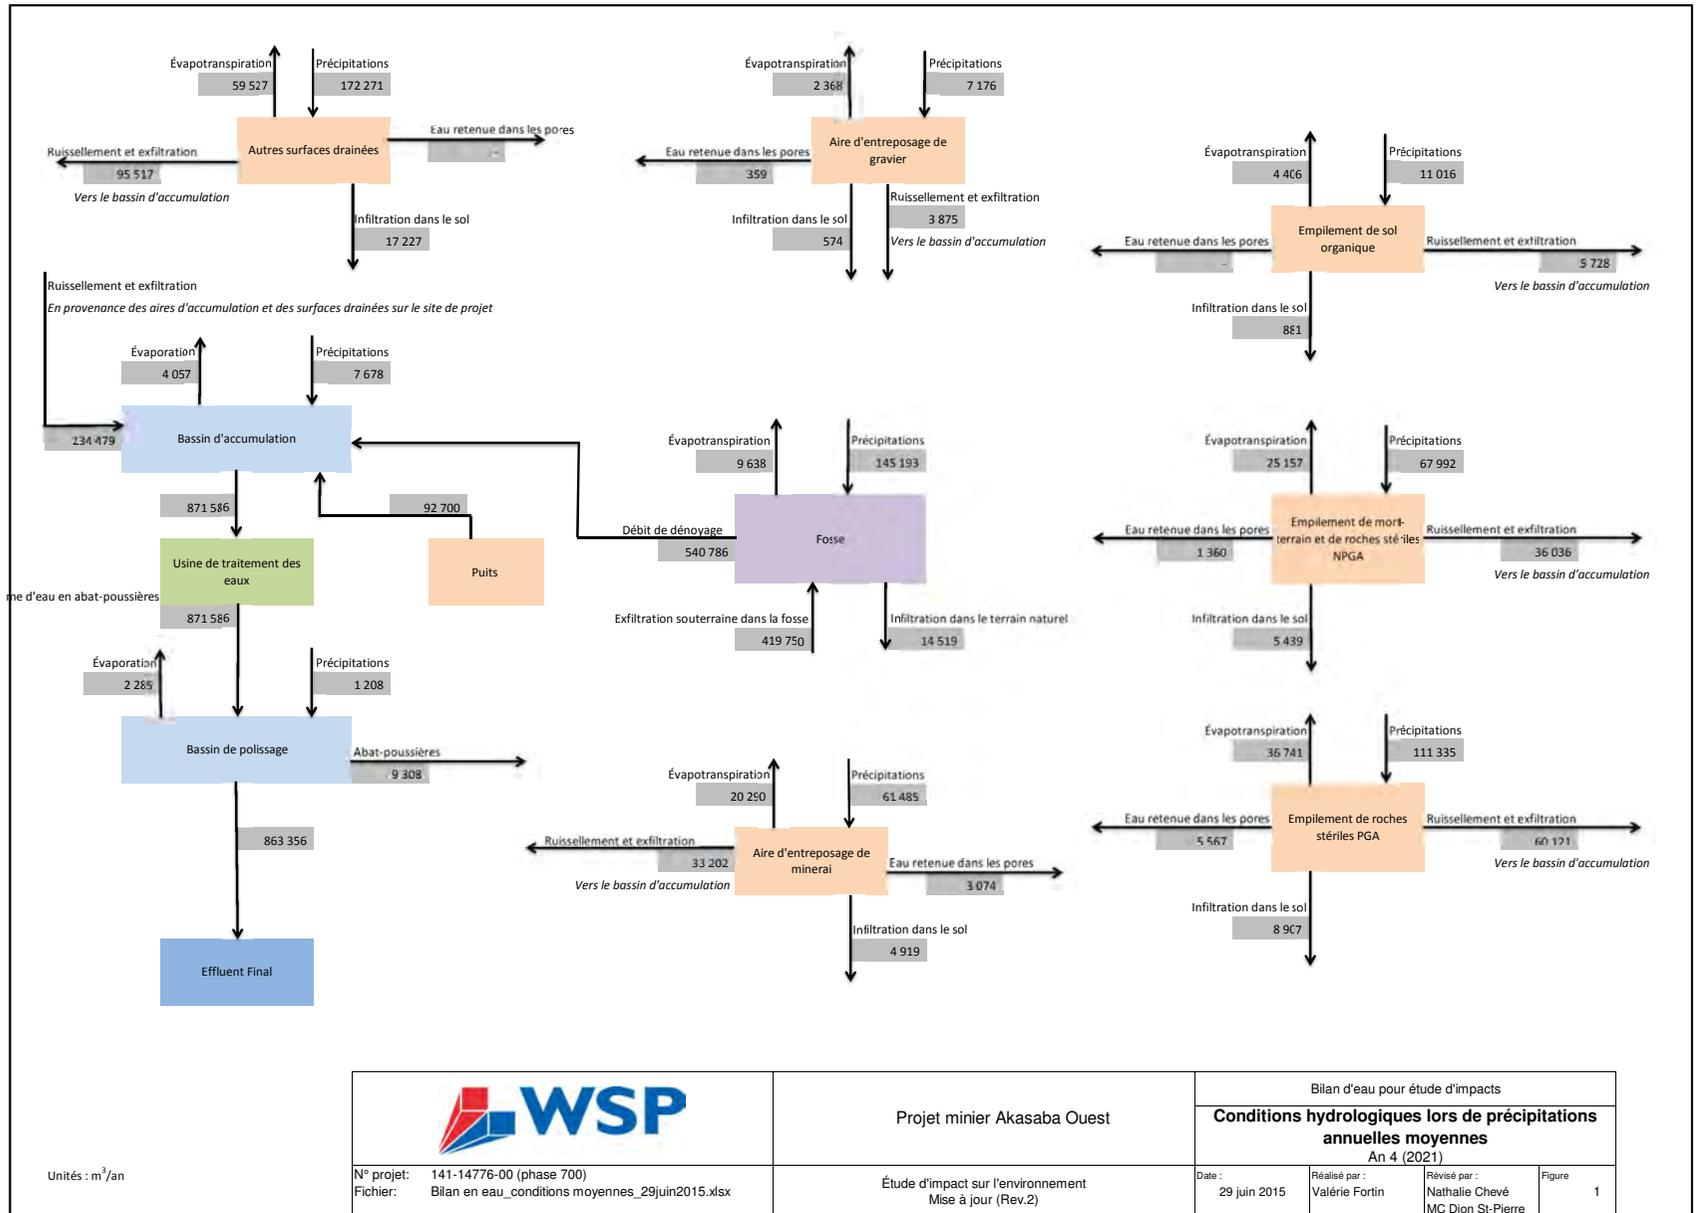 Évapotranspiration
59 527
Précipitations
172 271
Autres surfaces drainées
Eau retenue dans les pores
-
Ruissellement et exfiltration
95 517
Vers le bassin d'accumulation
Infiltration dans le sol
17 227
Évapotranspiration
2 368
Précipitations
7 176
Aire d'entreposage de
gravier
Eau retenue dans les pores
359
Infiltration dans le sol
574
Ruissellement et exfiltration
3 875
Vers le bassin d'accumulation
Évapotranspiration
4 406
Précipitations
11 016
Empilement de sol
organique
Eau retenue dans les pores
-
Ruissellement et exfiltration
5 728
Vers le bassin d'accumulation
Infiltration dans le sol
881
Ruissellement et exfiltration
En provenance des aires d'accumulation et des surfaces drainées sur le site de projet
234 479
Évaporation
4 057
Précipitations
7 678
Bassin d'accumulation
871 586
92 700
Usine de traitement des
eaux
Puits
me d'eau en abat-poussières
871 586
Évaporation
2 285
Précipitations
1 208
Bassin de polissage
Abat-poussières
9 308
863 356
Effluent Final
Évapotranspiration
9 638
Précipitations
145 193
Débit de dénoyage
540 786
Fosse
Exfiltration souterraine dans la fosse
419 750
Infiltration dans le terrain naturel
14 519
Évapotranspiration
25 157
Précipitations
67 992
Eau retenue dans les pores
1 360
Empilement de mort-
terrain et de roches stériles
NPGA
Ruissellement et exfiltration
36 036
Vers le bassin d'accumulation
Infiltration dans le sol
5 439
Évapotranspiration
20 290
Précipitations
61 485
Ruissellement et exfiltration
33 202
Vers le bassin d'accumulation
Aire d'entreposage de
minerai
Eau retenue dans les pores
3 074
Infiltration dans le sol
4 919
Évapotranspiration
36 741
Précipitations
111 335
Eau retenue dans les pores
5 567
Empilement de roches
stériles PGA
Ruissellement et exfiltration
60 121
Vers le bassin d'accumulation
Infiltration dans le sol
8 907
Unités : m³/an
WSP
N° projet: 141-14776-00 (phase 700)
Fichier: Bilan en eau_conditions moyennes_29juin2015.xlsx
Projet minier Akasaba Ouest
Étude d'impact sur l'environnement
Mise à jour (Rev.2)
Bilan d'eau pour étude d'impacts
Conditions hydrologiques lors de précipitations
annuelles moyennes
An 4 (2021)
Date :
29 juin 2015
Réalisé par :
Valérie Fortin
Révisé par :
Nathalie Chevé
MC Dion St-Pierre
Figure
1